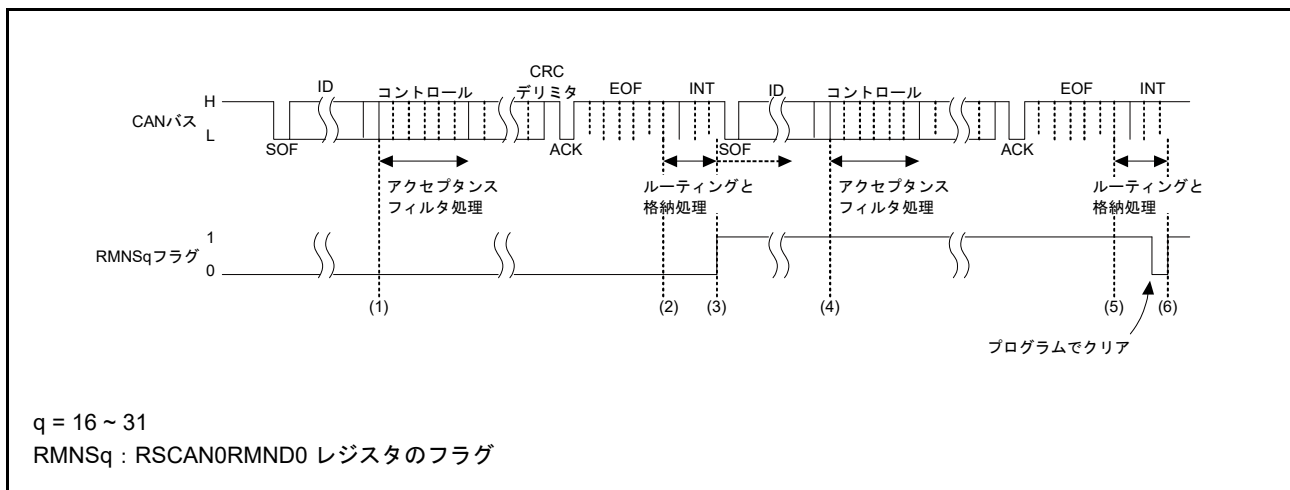 CRC
ID コントロール デリミタ EOF INT ID コントロール EOF INT
H
CANバス
L
SOF ACK SOF ACK
アクセプタンス
フィルタ処理
ルーティングと
格納処理
アクセプタンス
フィルタ処理
ルーティングと
格納処理
1
RMNSqフラグ
0
(1) (2) (3) (4) (5) (6)
プログラムでクリア
q = 16 ~ 31
RMNSq : RSCAN0RMND0 レジスタのフラグ